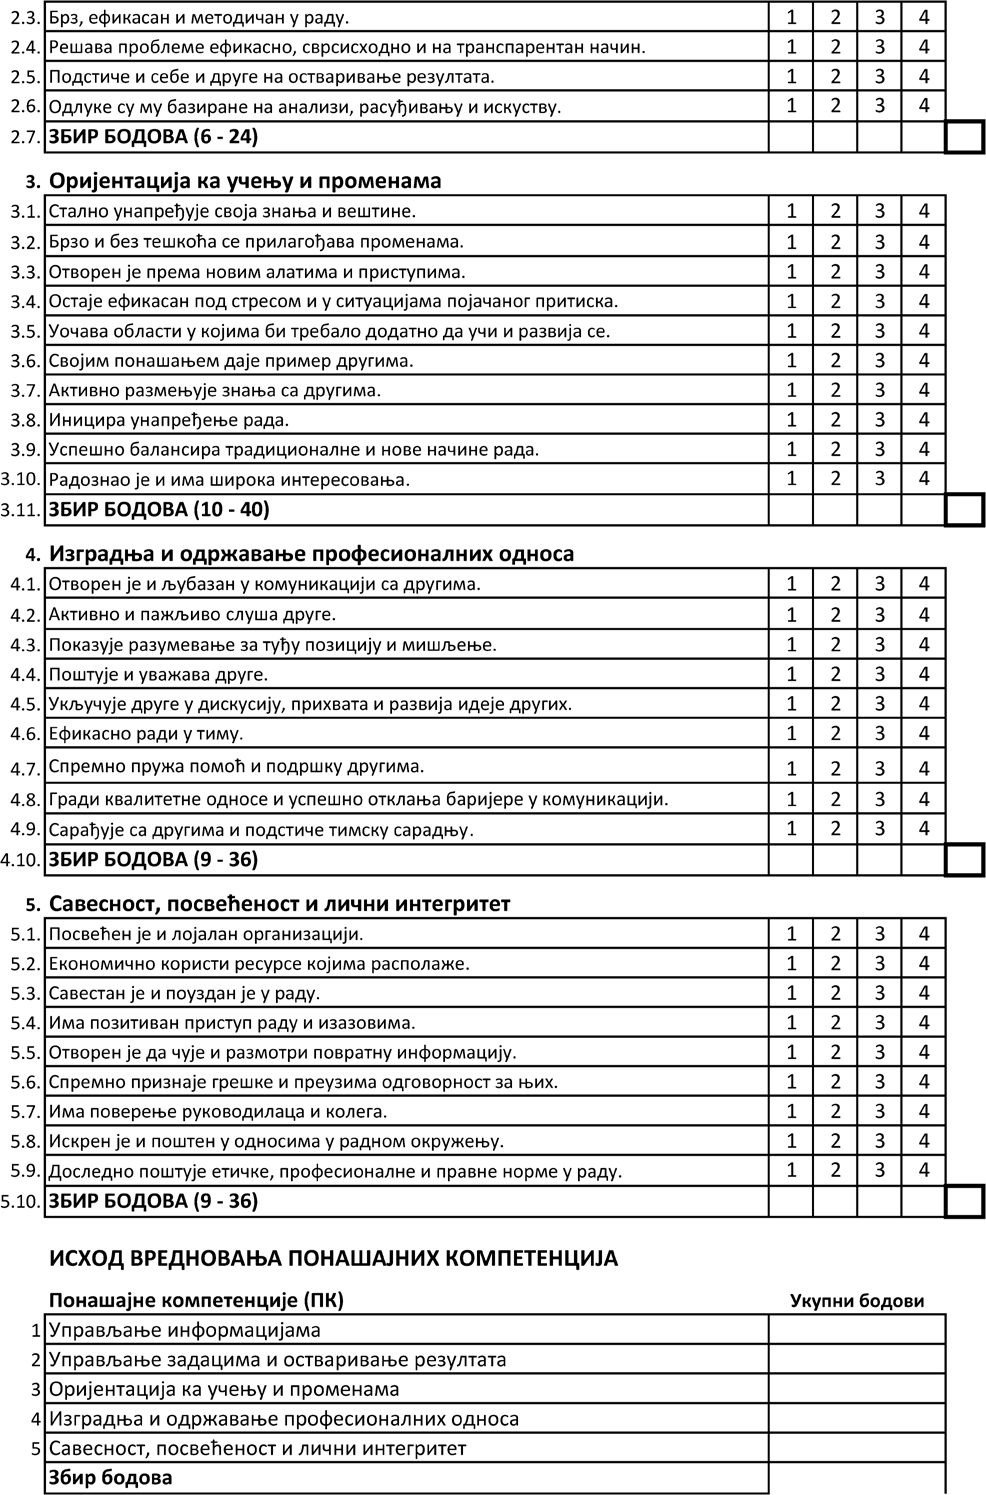 2.3. Брз, ефикасан и методичан у раду. 1 2 3 4
2.4. Решава проблеме ефикасно, сврсисходно и на транспарентан начин. 1 2 3 4
2.5. Подстиче и себе и друге на остваривање резултата. 1 2 3 4
2.6. Одлуке су му базиране на анализи, расуђивању и искуству. 1 2 3 4
2.7. ЗБИР БОДОВА (6 - 24)
3. Оријентација ка учењу и променама
3.1. Стално унапређује своја знања и вештине. 1 2 3 4
3.2. Брзо и без тешкоћа се прилагођава променама. 1 2 3 4
3.3. Отворен је према новим алатима и приступима. 1 2 3 4
3.4. Остаје ефикасан под стресом и у ситуацијама појачаног притиска. 1 2 3 4
3.5. Уочава области у којима би требало додатно да учи и развија се. 1 2 3 4
3.6. Својим понашањем даје пример другима. 1 2 3 4
3.7. Активно размењује знања са другима. 1 2 3 4
3.8. Иницира унапређење рада. 1 2 3 4
3.9. Успешно балансира традиционалне и нове начине рада. 1 2 3 4
3.10. Радознао је и има широка интересовања. 1 2 3 4
3.11. ЗБИР БОДОВА (10 - 40)
4. Изградња и одржавање професионалних односа
4.1. Отворен је и љубазан у комуникацији са другима. 1 2 3 4
4.2. Активно и пажљиво слуша друге. 1 2 3 4
4.3. Показује разумевање за туђу позицију и мишљење. 1 2 3 4
4.4. Поштује и уважава друге. 1 2 3 4
4.5. Укључује друге у дискусију, прихвата и развија идеје других. 1 2 3 4
4.6. Ефикасно ради у тиму. 1 2 3 4
4.7. Спремно пружа помоћ и подршку другима. 1 2 3 4
4.8. Гради квалитетне односе и успешно отклања баријере у комуникацији. 1 2 3 4
4.9. Сарађује са другима и подстиче тимску сарадњу. 1 2 3 4
4.10. ЗБИР БОДОВА (9 - 36)
5. Савесност, посвећеност и лични интегритет
5.1. Посвећен је и лојалан организацији. 1 2 3 4
5.2. Економично користи ресурсе којима располаже. 1 2 3 4
5.3. Савестан је и поуздан је у раду. 1 2 3 4
5.4. Има позитиван приступ раду и изазовима. 1 2 3 4
5.5. Отворен је да чује и размотри повратну информацију. 1 2 3 4
5.6. Спремно признаје грешке и преузима одговорност за њих. 1 2 3 4
5.7. Има поверење руководилаца и колега. 1 2 3 4
5.8. Искрен је и поштен у односима у радном окружењу. 1 2 3 4
5.9. Доследно поштује етичке, професионалне и правне норме у раду. 1 2 3 4
5.10. ЗБИР БОДОВА (9 - 36)
ИСХОД ВРЕДНОВАЊА ПОНАШАЈНИХ КОМПЕТЕНЦИЈА
Понашајне компетенције (ПК) Укупни бодови
1 Управљање информацијама
2 Управљање задацима и остваривање резултата
3 Оријентација ка учењу и променама
4 Изградња и одржавање професионалних односа
5 Савесност, посвећеност и лични интегритет
Збир бодова